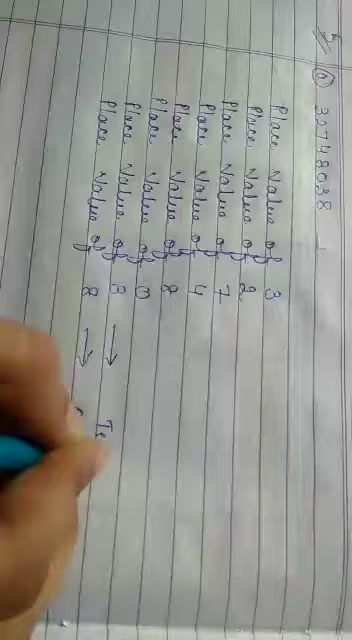 32748038
Place Value of 3
Place Value of 2
Place Value of 7
Place Value of 4
Place Value of 8
Place Value of 0
Place Value of 3 → Te
Place Value of 8 →